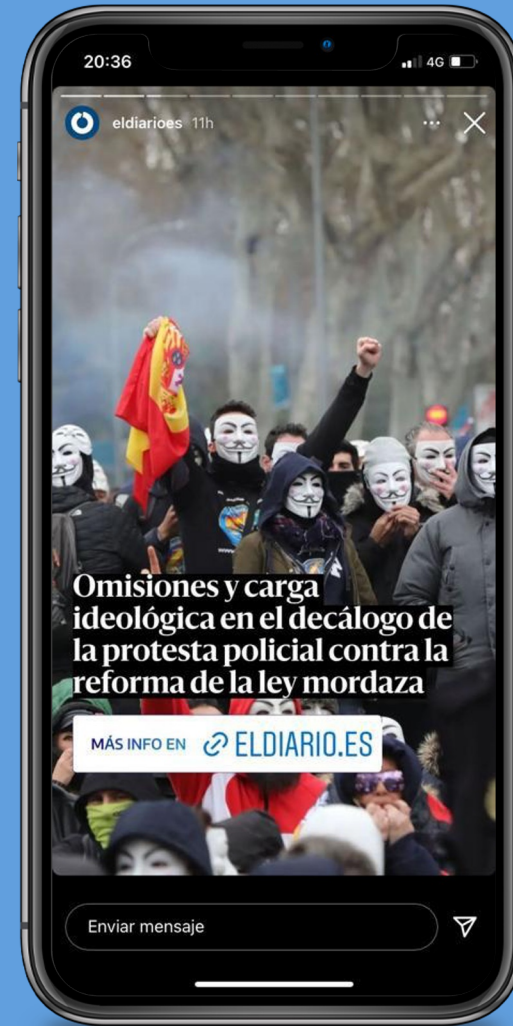 20:36
4G
eldiarioes 11h
Omisiones y carga
ideológica en el decálogo de
la protesta policial contra la
reforma de la ley mordaza
MÁS INFO EN ELDIARIO.ES
Enviar mensaje